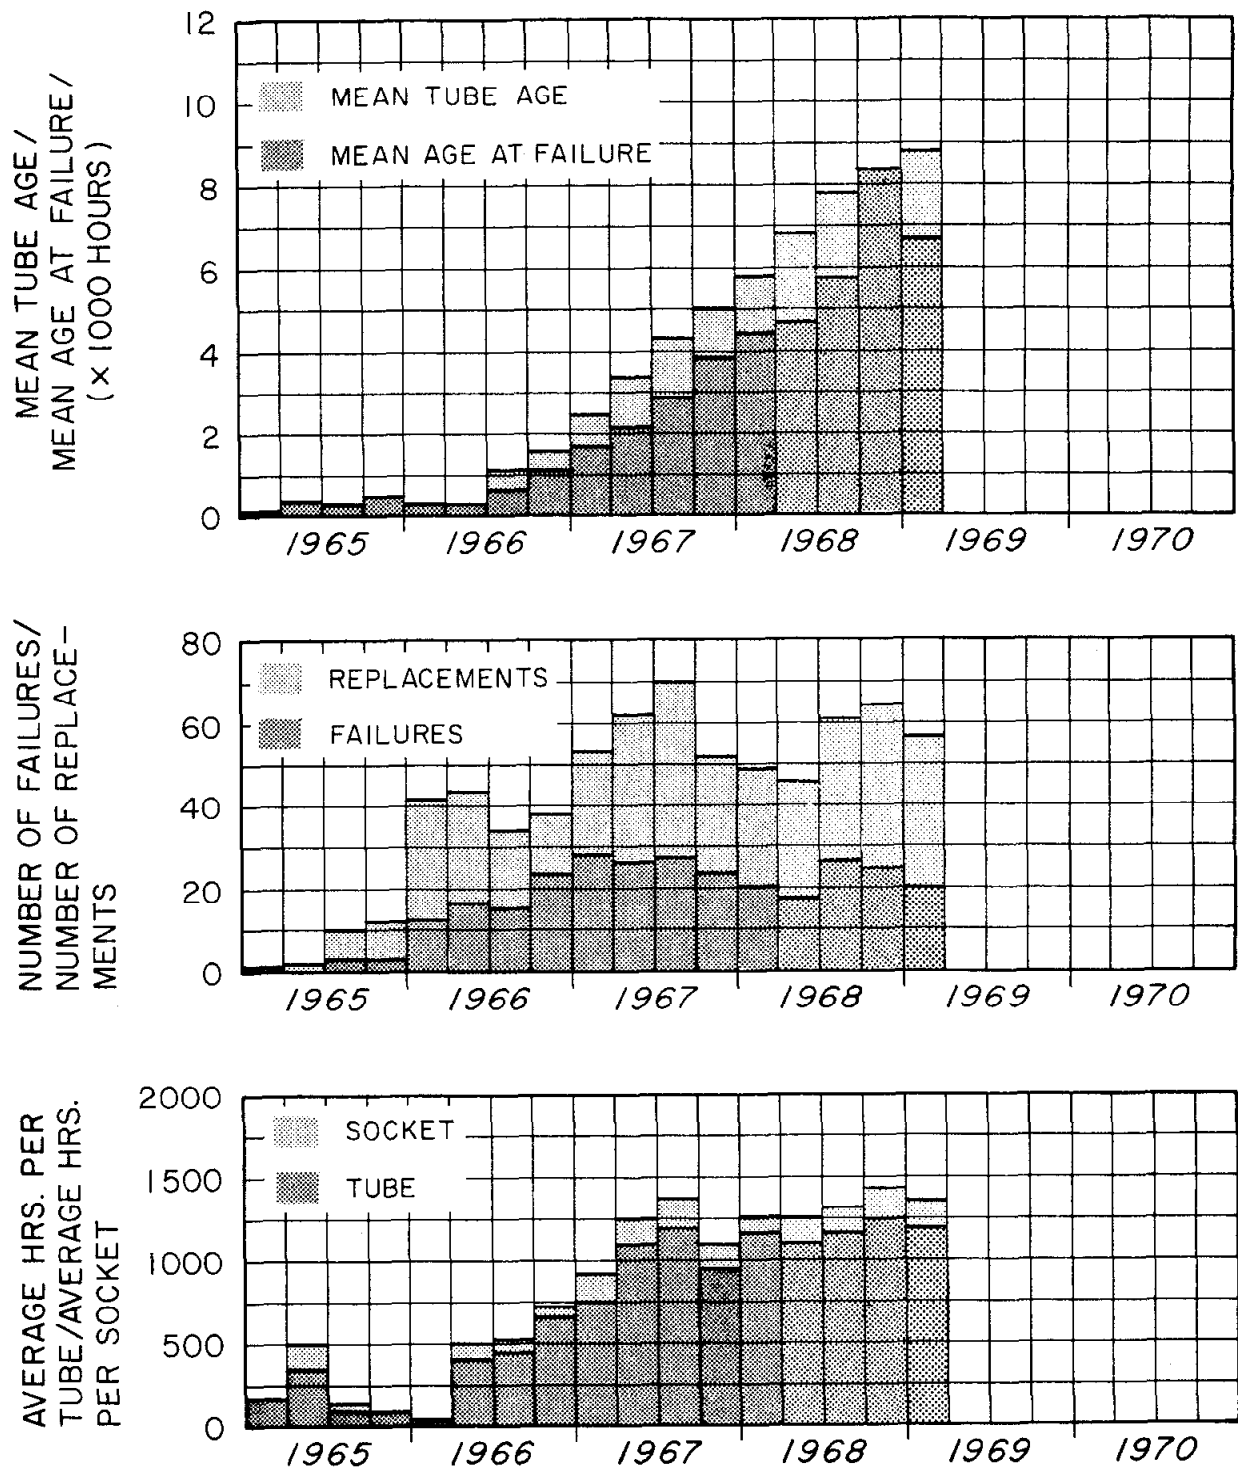 MEAN TUBE AGE/
MEAN AGE AT FAILURE/
(× 1000 HOURS)
12
10
8
6
4
2
0
MEAN TUBE AGE
MEAN AGE AT FAILURE
1965 1966 1967 1968 1969 1970
NUMBER OF FAILURES/
NUMBER OF REPLACE-
MENTS
80
60
40
20
0
REPLACEMENTS
FAILURES
1965 1966 1967 1968 1969 1970
AVERAGE HRS. PER
TUBE/AVERAGE HRS.
PER SOCKET
2000
1500
1000
500
0
SOCKET
TUBE
1965 1966 1967 1968 1969 1970